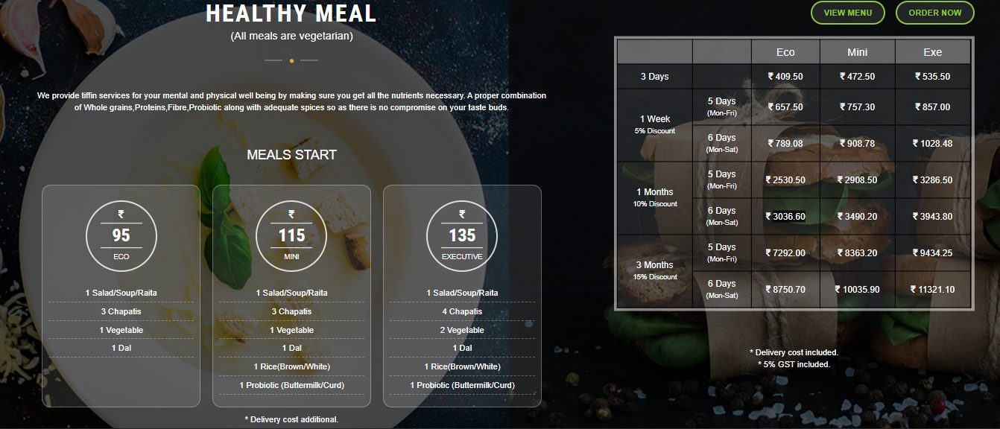 HEALTHY MEAL
(All meals are vegetarian)
We provide tiffin services for your mental and physical well being by making sure you get all the nutrients necessary. A proper combination
of Whole grains,Proteins,Fibre,Probiotic along with adequate spices so as there is no compromise on your taste buds.
MEALS START
₹
95
ECO
1 Salad/Soup/Raita
3 Chapatis
1 Vegetable
1 Dal
₹
115
MINI
1 Salad/Soup/Raita
3 Chapatis
1 Vegetable
1 Dal
1 Rice(Brown/White)
1 Probiotic (Buttermilk/Curd)
₹
135
EXECUTIVE
1 Salad/Soup/Raita
4 Chapatis
2 Vegetable
1 Dal
1 Rice(Brown/White)
1 Probiotic (Buttermilk/Curd)
* Delivery cost additional.
VIEW MENU ORDER NOW
Eco Mini Exe
3 Days ₹ 409.50 ₹ 472.50 ₹ 535.50
1 Week
5% Discount
5 Days
(Mon-Fri)
₹ 657.50 ₹ 757.30 ₹ 857.00
6 Days
(Mon-Sat)
₹ 789.08 ₹ 908.78 ₹ 1028.48
1 Months
10% Discount
5 Days
(Mon-Fri)
₹ 2530.50 ₹ 2908.50 ₹ 3286.50
6 Days
(Mon-Sat)
₹ 3036.60 ₹ 3490.20 ₹ 3943.80
3 Months
15% Discount
5 Days
(Mon-Fri)
₹ 7292.00 ₹ 8363.20 ₹ 9434.25
6 Days
(Mon-Sat)
₹ 8750.70 ₹ 10035.90 ₹ 11321.10
* Delivery cost included.
* 5% GST included.